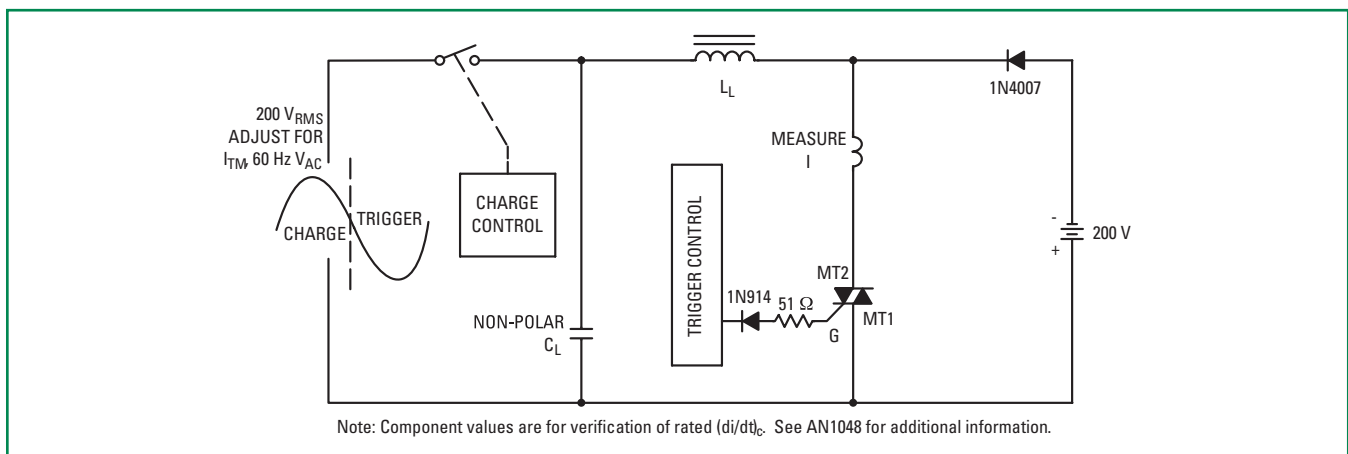 200 V_RMS
ADJUST FOR
I_TM, 60 Hz V_AC
CHARGE
TRIGGER
CHARGE
CONTROL
NON-POLAR
C_L
L_L
MEASURE
I
TRIGGER CONTROL
1N914
51 Ω
MT2
MT1
G
1N4007
-
+
200 V
Note: Component values are for verification of rated (di/dt)_c. See AN1048 for additional information.